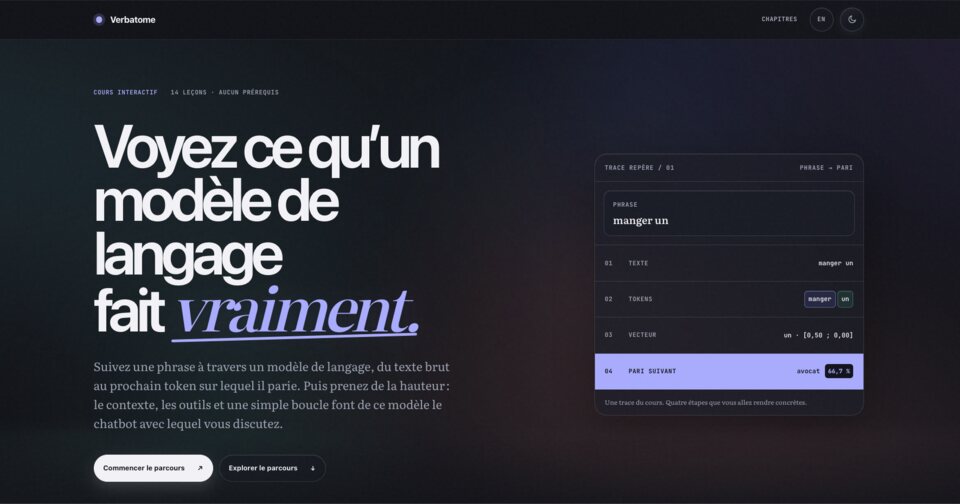 Verbatome
CHAPITRES
EN
COURS INTERACTIF 14 LEÇONS · AUCUN PRÉREQUIS
Voyez ce qu'un
modèle de
langage
fait vraiment.
Suivez une phrase à travers un modèle de langage, du texte brut
au prochain token sur lequel il parie. Puis prenez de la hauteur :
le contexte, les outils et une simple boucle font de ce modèle le
chatbot avec lequel vous discutez.
Commencer le parcours ↗
Explorer le parcours ↓
TRACE REPÈRE / 01 PHRASE → PARI
PHRASE
manger un
01 TEXTE manger un
02 TOKENS manger un
03 VECTEUR un · [0,50 ; 0,00]
04 PARI SUIVANT avocat 66,7 %
Une trace du cours. Quatre étapes que vous allez rendre concrètes.